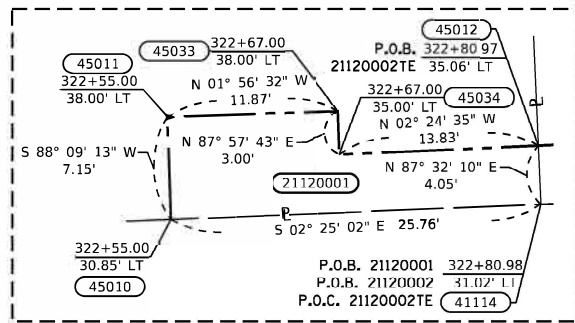 45011
322+55.00
38.00' LT
45033
322+67.00
38.00' LT
N 01° 56' 32" W
11.87'
45012
P.O.B. 322+80.97
21120002TE 35.06' LT
322+67.00
35.00' LT
45034
N 02° 24' 35" W
13.83'
S 88° 09' 13" W
7.15'
N 87° 57' 43" E
3.00'
N 87° 32' 10" E
4.05'
21120001
PL
PL
S 02° 25' 02" E 25.76'
322+55.00
30.85' LT
45010
P.O.B. 21120001 322+80.98
P.O.B. 21120002 31.02' LT
P.O.C. 21120002TE 41114